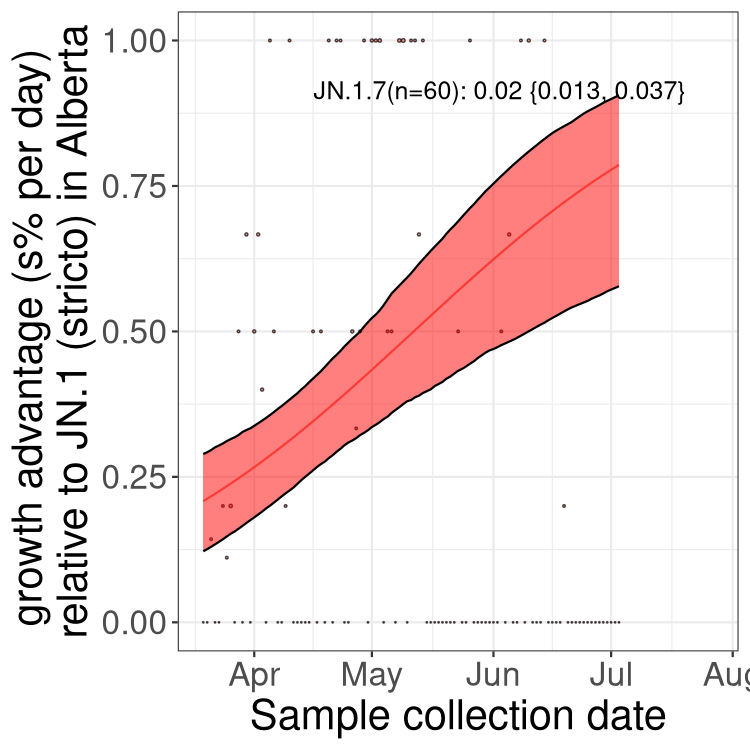 growth advantage (s% per day)
relative to JN.1 (stricto) in Alberta
1.00
0.75
0.50
0.25
0.00
JN.1.7(n=60): 0.02 {0.013, 0.037}
Apr May Jun Jul Aug
Sample collection date